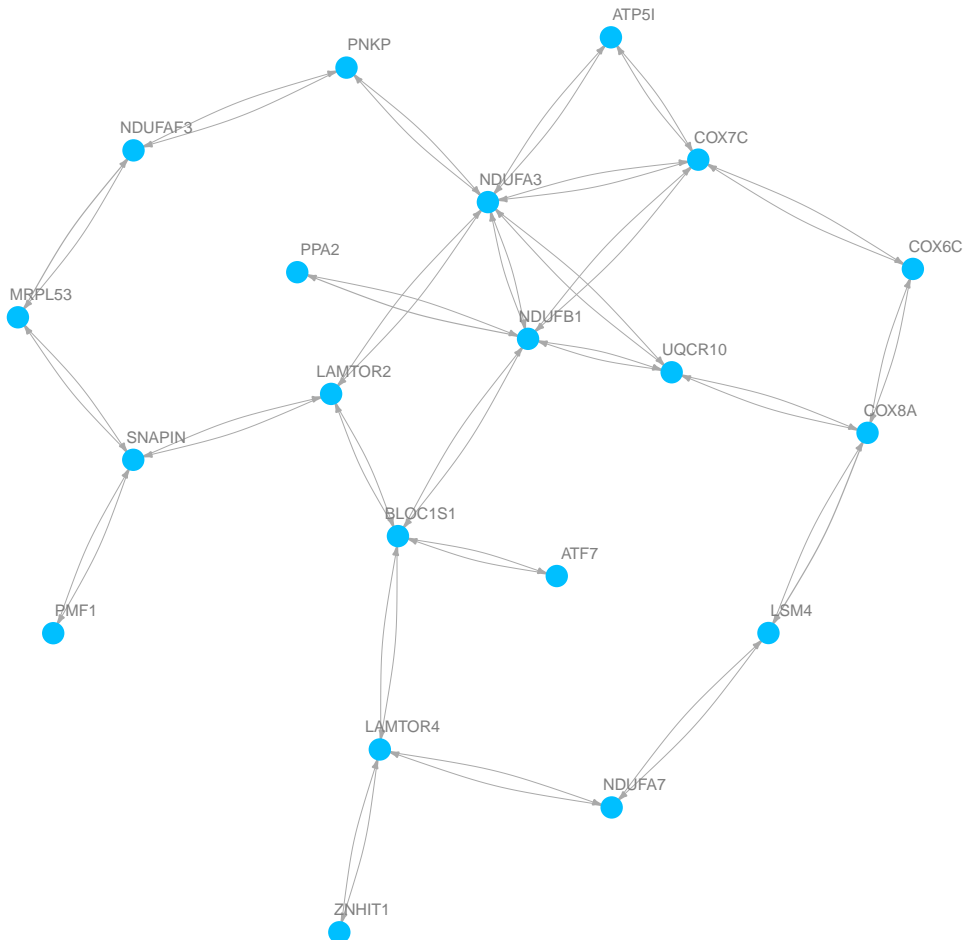 ATP5I
PNKP
NDUFAF3
COX7C
NDUFA3
COX6C
PPA2
MRPL53
NDUFB1
UQCR10
LAMTOR2
COX8A
SNAPIN
BLOC1S1
ATF7
PMF1
LSM4
LAMTOR4
NDUFA7
ZNHIT1